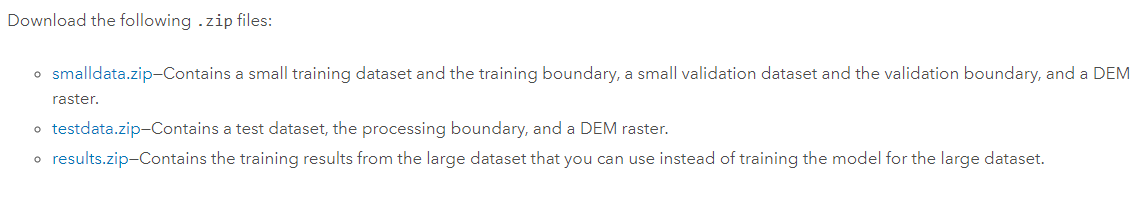 Download the following .zip files:
smalldata.zip—Contains a small training dataset and the training boundary, a small validation dataset and the validation boundary, and a DEM
raster.
testdata.zip—Contains a test dataset, the processing boundary, and a DEM raster.
results.zip—Contains the training results from the large dataset that you can use instead of training the model for the large dataset.